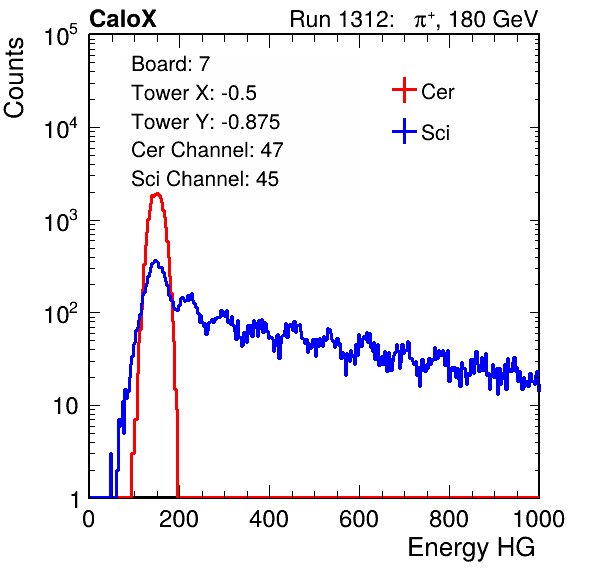 CaloX Run 1312: π⁺, 180 GeV
Counts
10⁵
10⁴
10³
10²
10
1
Board: 7
Tower X: -0.5
Tower Y: -0.875
Cer Channel: 47
Sci Channel: 45
Cer
Sci
0 200 400 600 800 1000
Energy HG